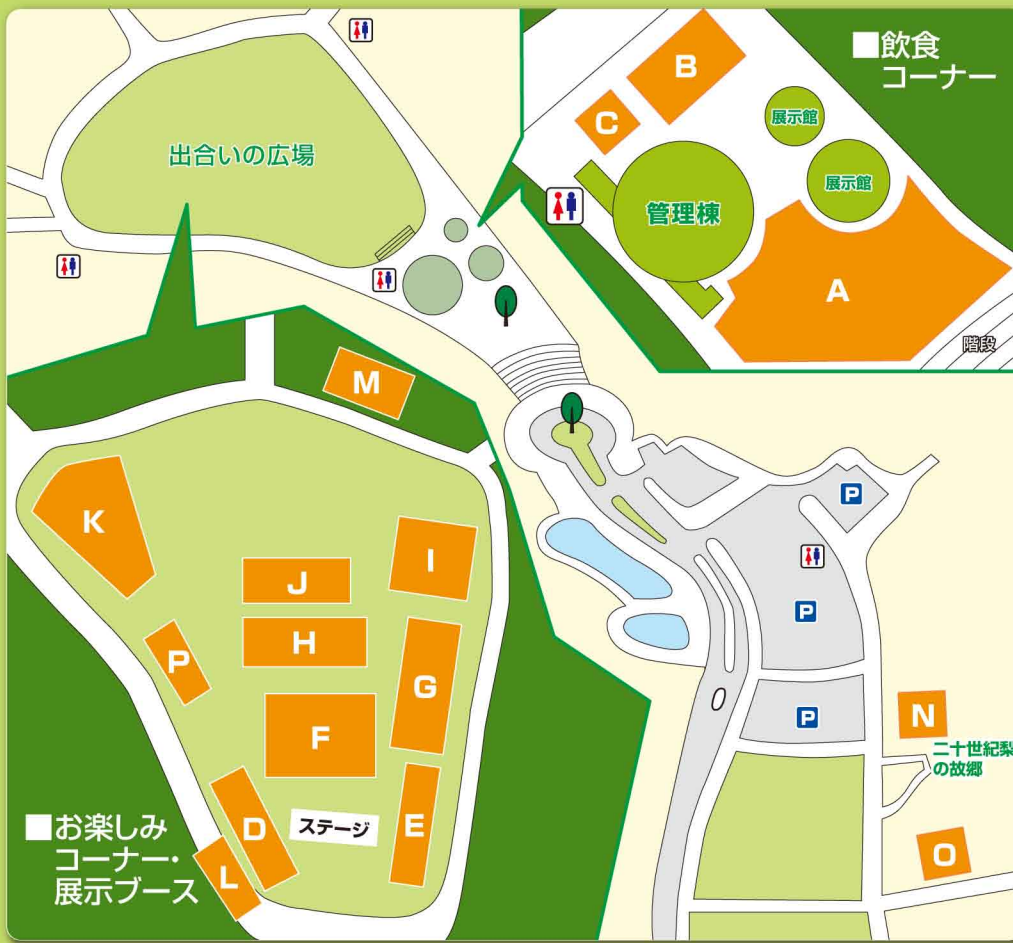 ■飲食
コーナー
B
C
展示館
展示館
管理棟
A
階段
出合いの広場
M
K
I
J
H
P
G
F
D
E
L
ステージ
■お楽しみ
コーナー・
展示ブース
P
P
P
N
二十世紀梨
の故郷
O